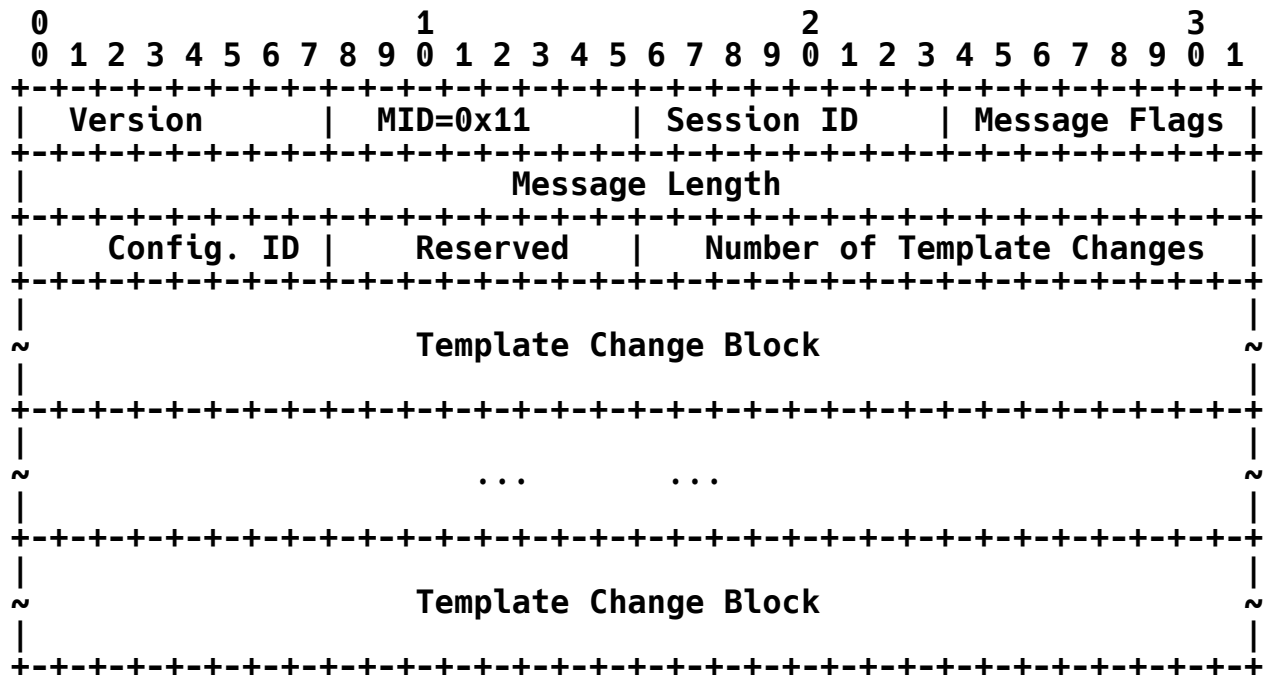 0                   1                   2                   3
 0 1 2 3 4 5 6 7 8 9 0 1 2 3 4 5 6 7 8 9 0 1 2 3 4 5 6 7 8 9 0 1
+-+-+-+-+-+-+-+-+-+-+-+-+-+-+-+-+-+-+-+-+-+-+-+-+-+-+-+-+-+-+-+-+
|  Version      |  MID=0x11     | Session ID    | Message Flags |
+-+-+-+-+-+-+-+-+-+-+-+-+-+-+-+-+-+-+-+-+-+-+-+-+-+-+-+-+-+-+-+-+
|                         Message Length                        |
+-+-+-+-+-+-+-+-+-+-+-+-+-+-+-+-+-+-+-+-+-+-+-+-+-+-+-+-+-+-+-+-+
|    Config. ID |    Reserved   |   Number of Template Changes  |
+-+-+-+-+-+-+-+-+-+-+-+-+-+-+-+-+-+-+-+-+-+-+-+-+-+-+-+-+-+-+-+-+
|                                                               |
~                    Template Change Block                      ~
|                                                               |
+-+-+-+-+-+-+-+-+-+-+-+-+-+-+-+-+-+-+-+-+-+-+-+-+-+-+-+-+-+-+-+-+
|                                                               |
~                       ...       ...                           ~
|                                                               |
+-+-+-+-+-+-+-+-+-+-+-+-+-+-+-+-+-+-+-+-+-+-+-+-+-+-+-+-+-+-+-+-+
|                                                               |
~                    Template Change Block                      ~
|                                                               |
+-+-+-+-+-+-+-+-+-+-+-+-+-+-+-+-+-+-+-+-+-+-+-+-+-+-+-+-+-+-+-+-+